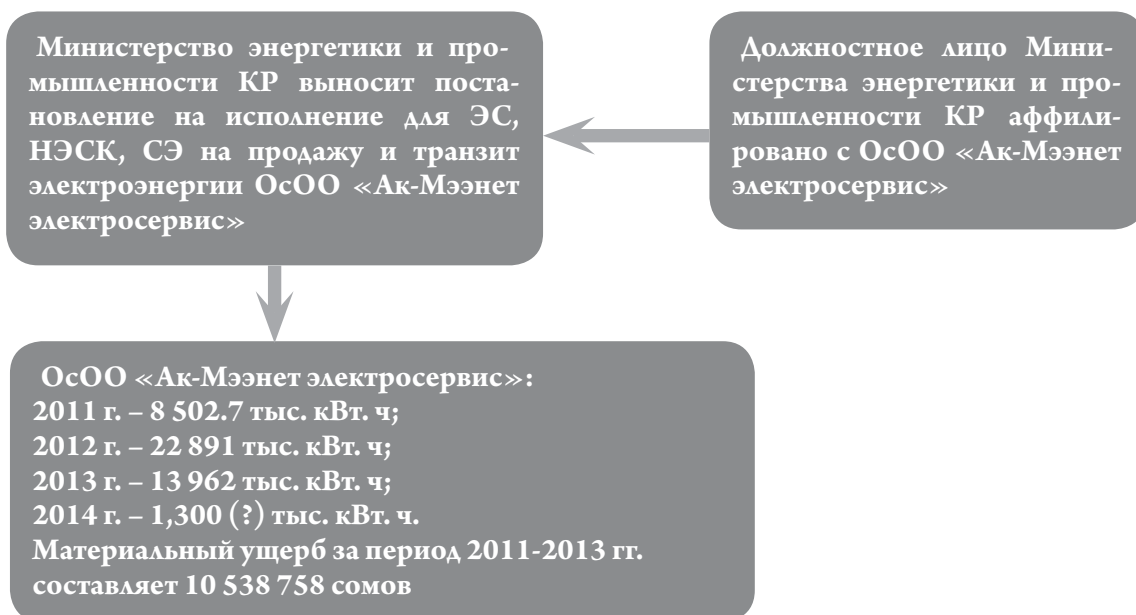 Министерство энергетики и про-
мышленности КР выносит поста-
новление на исполнение для ЭС,
НЭСК, СЭ на продажу и транзит
электроэнергии ОсОО «Ак-Мээнет
электросервис»
Должностное лицо Мини-
стерства энергетики и про-
мышленности КР аффили-
ровано с ОсОО «Ак-Мээнет
электросервис»
ОсОО «Ак-Мээнет электросервис»:
2011 г. – 8 502.7 тыс. кВт. ч;
2012 г. – 22 891 тыс. кВт. ч;
2013 г. – 13 962 тыс. кВт. ч;
2014 г. – 1,300 (?) тыс. кВт. ч.
Материальный ущерб за период 2011-2013 гг.
составляет 10 538 758 сомов